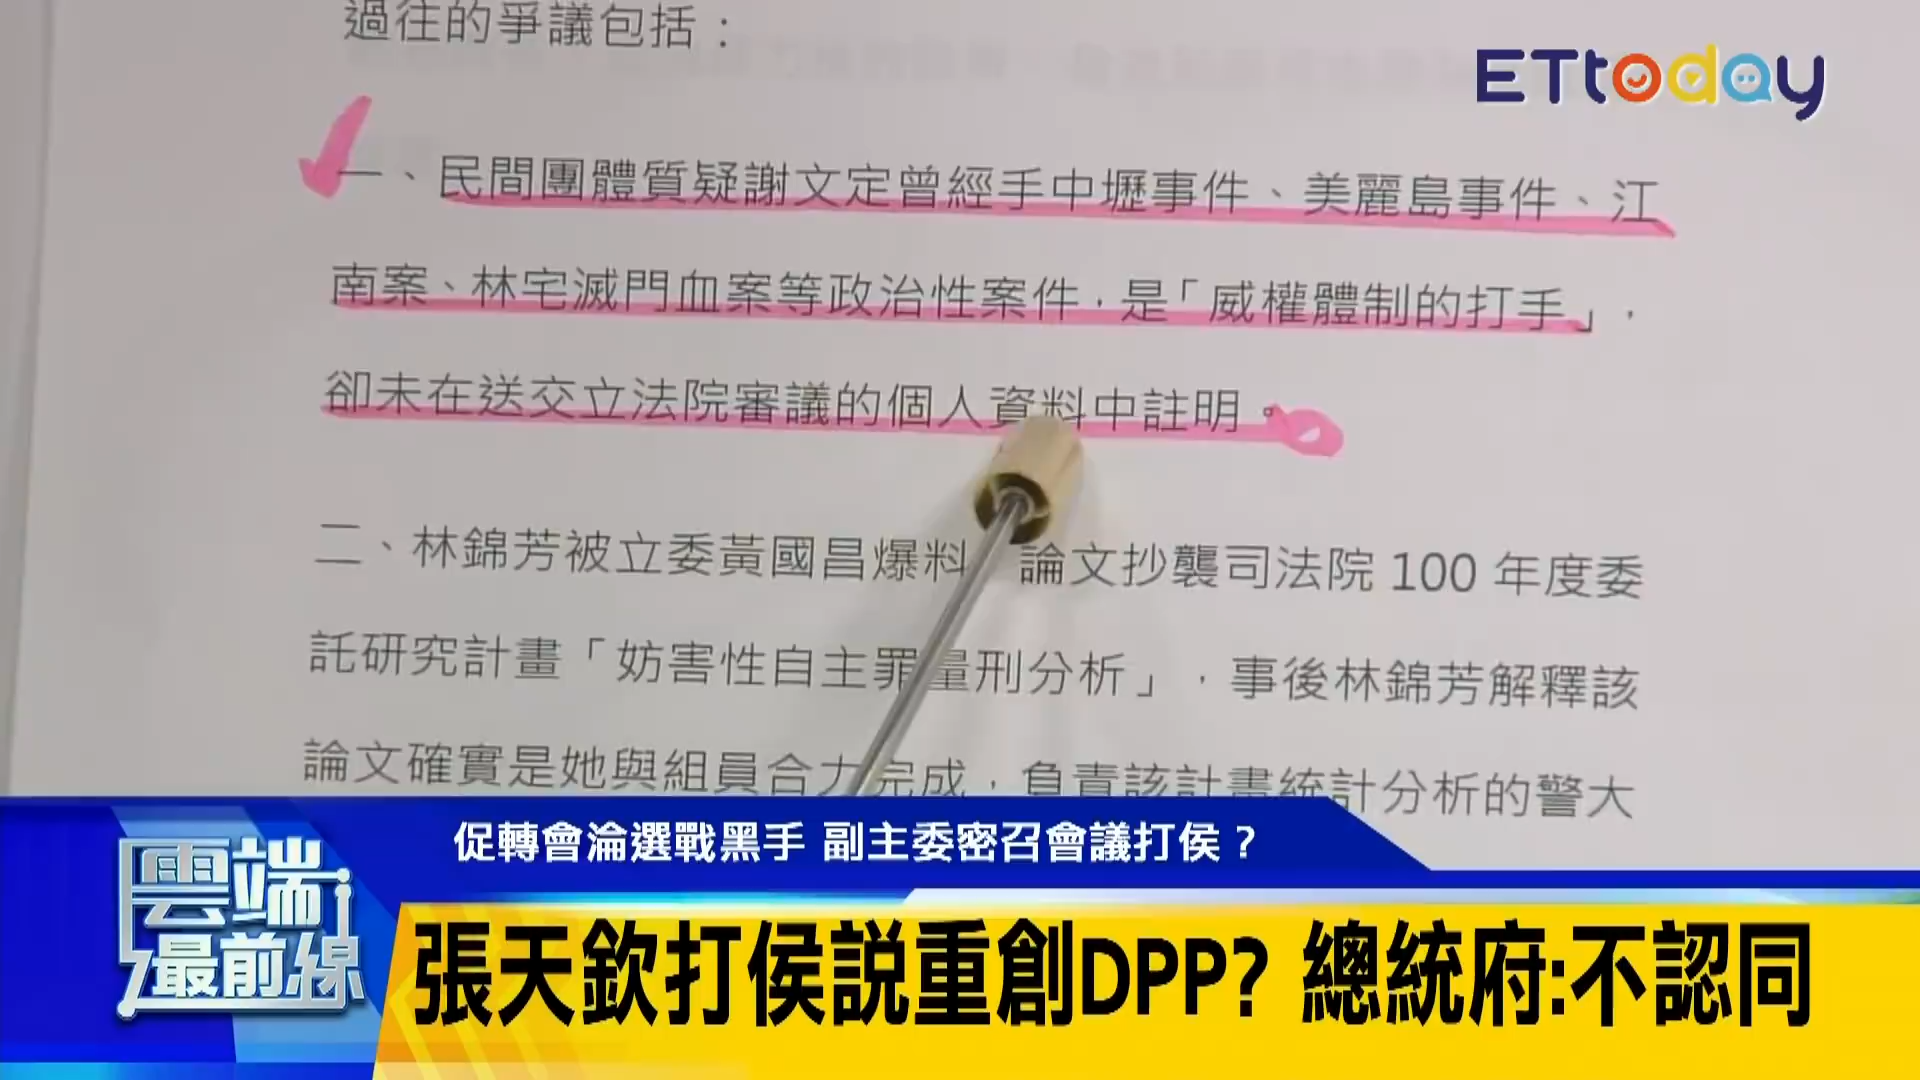 過往的爭議包括：
ETtoday
一、民間團體質疑謝文定曾經手中壢事件、美麗島事件、江
南案、林宅滅門血案等政治性案件，是「威權體制的打手」，
卻未在送交立法院審議的個人資料中註明。
二、林錦芳被立委黃國昌爆料，論文抄襲司法院 100 年度委
託研究計畫「妨害性自主罪量刑分析」，事後林錦芳解釋該
論文確實是她與組員合力完成，負責該計畫統計分析的警大
促轉會淪選戰黑手 副主委密召會議打侯？
雲端
最前線
張天欽打侯説重創DPP? 總統府:不認同